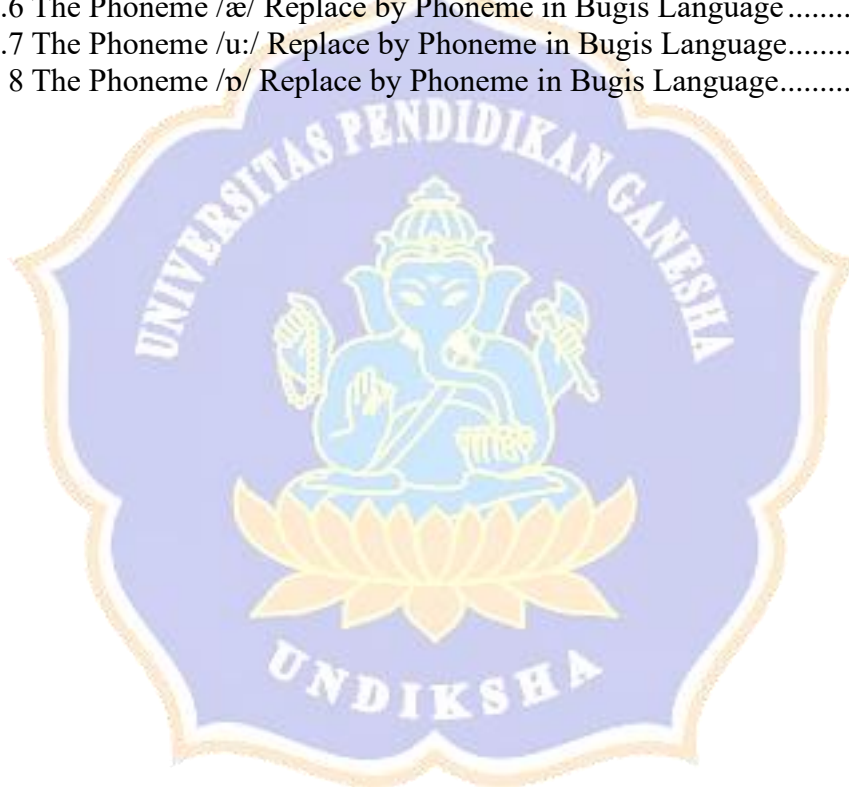 .6 The Phoneme /æ/ Replace by Phoneme in Bugis Language........
.7 The Phoneme /u:/ Replace by Phoneme in Bugis Language........
8 The Phoneme /ɒ/ Replace by Phoneme in Bugis Language.........
UNIVERSITAS PENDIDIKAN GANESHA
UNDIKSHA